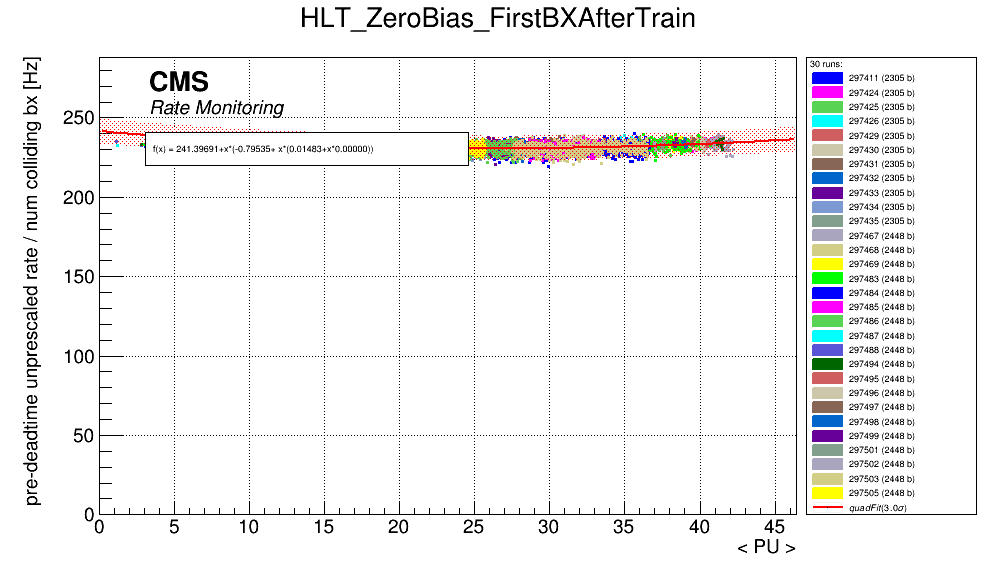 HLT_ZeroBias_FirstBXAfterTrain
pre-deadtime unprescaled rate / num colliding bx [Hz]
CMS
Rate Monitoring
f(x) = 241.39691+x*(-0.79535+ x*(0.01483+x*0.00000))
250
200
150
100
50
0
0 5 10 15 20 25 30 35 40 45
< PU >
30 runs:
297411 (2305 b)
297424 (2305 b)
297425 (2305 b)
297426 (2305 b)
297429 (2305 b)
297430 (2305 b)
297431 (2305 b)
297432 (2305 b)
297433 (2305 b)
297434 (2305 b)
297435 (2305 b)
297467 (2448 b)
297468 (2448 b)
297469 (2448 b)
297483 (2448 b)
297484 (2448 b)
297485 (2448 b)
297486 (2448 b)
297487 (2448 b)
297488 (2448 b)
297494 (2448 b)
297495 (2448 b)
297496 (2448 b)
297497 (2448 b)
297498 (2448 b)
297499 (2448 b)
297501 (2448 b)
297502 (2448 b)
297503 (2448 b)
297505 (2448 b)
quadFit(3.0σ)